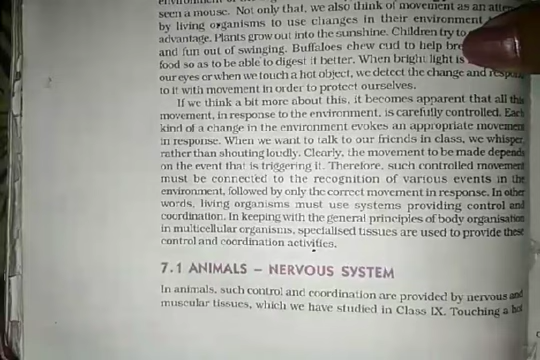 seen a mouse. Not only that, we also think of movement as an
by living organisms to use changes in their environment
advantage. Plants grow out into the sunshine. Children try to
and fun out of swinging. Buffaloes chew cud to help
food so as to be able to digest it better. When bright light is
our eyes or when we touch a hot object, we detect the change and
to it with movement in order to protect ourselves.
If we think a bit more about this, it becomes apparent that all this
movement, in response to the environment, is carefully controlled. Each
kind of a change in the environment evokes an appropriate movement
in response. When we want to talk to our friends in class, we whisper,
rather than shouting loudly. Clearly, the movement to be made depends
on the event that is triggering it. Therefore, such controlled movement
must be connected to the recognition of various events in the
environment, followed by only the correct movement in response. In other
words, living organisms must use systems providing control and
coordination. In keeping with the general principles of body organisation
in multicellular organisms, specialised tissues are used to provide these
control and coordination activities.
7.1 ANIMALS – NERVOUS SYSTEM
In animals, such control and coordination are provided by nervous and
muscular tissues, which we have studied in Class IX. Touching a hot